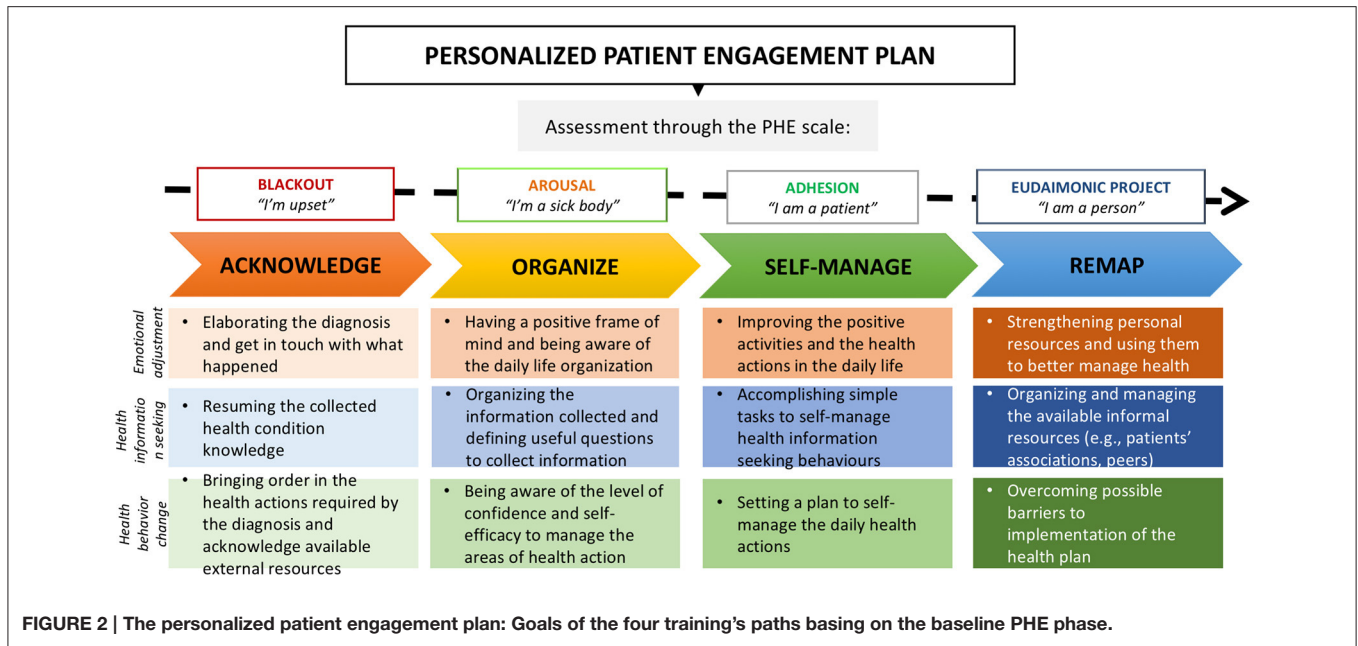 PERSONALIZED PATIENT ENGAGEMENT PLAN
Assessment through the PHE scale:
BLACKOUT
“I’m upset”
AROUSAL
“I’m a sick body”
ADHESION
“I am a patient”
EUDAIMONIC PROJECT
“I am a person”
ACKNOWLEDGE
ORGANIZE
SELF-MANAGE
REMAP
Emotional
adjustment
• Elaborating the diagnosis
and get in touch with what
happened
• Having a positive frame of
mind and being aware of
the daily life organization
• Improving the positive
activities and the health
actions in the daily life
• Strengthening personal
resources and using them
to better manage health
Health
informatio
n seeking
• Resuming the collected
health condition
knowledge
• Organizing the
information collected and
defining useful questions
to collect information
• Accomplishing simple
tasks to self-manage
health information
seeking behaviours
• Organizing and managing
the available informal
resources (e.g., patients’
associations, peers)
Health
behavior
change
• Bringing order in the
health actions required by
the diagnosis and
acknowledge available
external resources
• Being aware of the level of
confidence and self-
efficacy to manage the
areas of health action
• Setting a plan to self-
manage the daily health
actions
• Overcoming possible
barriers to
implementation of the
health plan
FIGURE 2 | The personalized patient engagement plan: Goals of the four training’s paths basing on the baseline PHE phase.